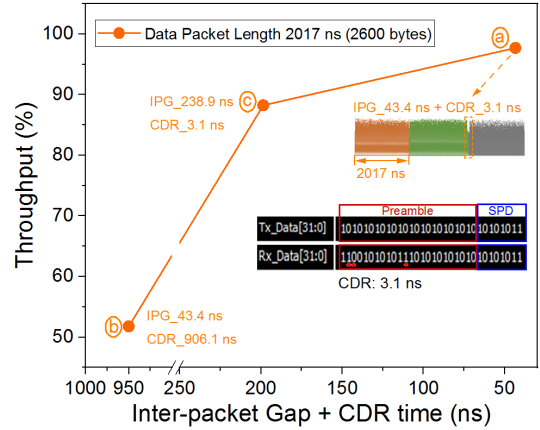 Data Packet Length 2017 ns (2600 bytes)
Throughput (%)
100
90
80
70
60
50
a
IPG_238.9 ns
CDR_3.1 ns
c
IPG_43.4 ns + CDR_3.1 ns
2017 ns
Preamble
SPD
Tx_Data[31:0] 10101010101010101010101010101011
Rx_Data[31:0] 11001010101110101010101010101011
CDR: 3.1 ns
b
IPG_43.4 ns
CDR_906.1 ns
1000 950 250 200 150 100 50
Inter-packet Gap + CDR time (ns)